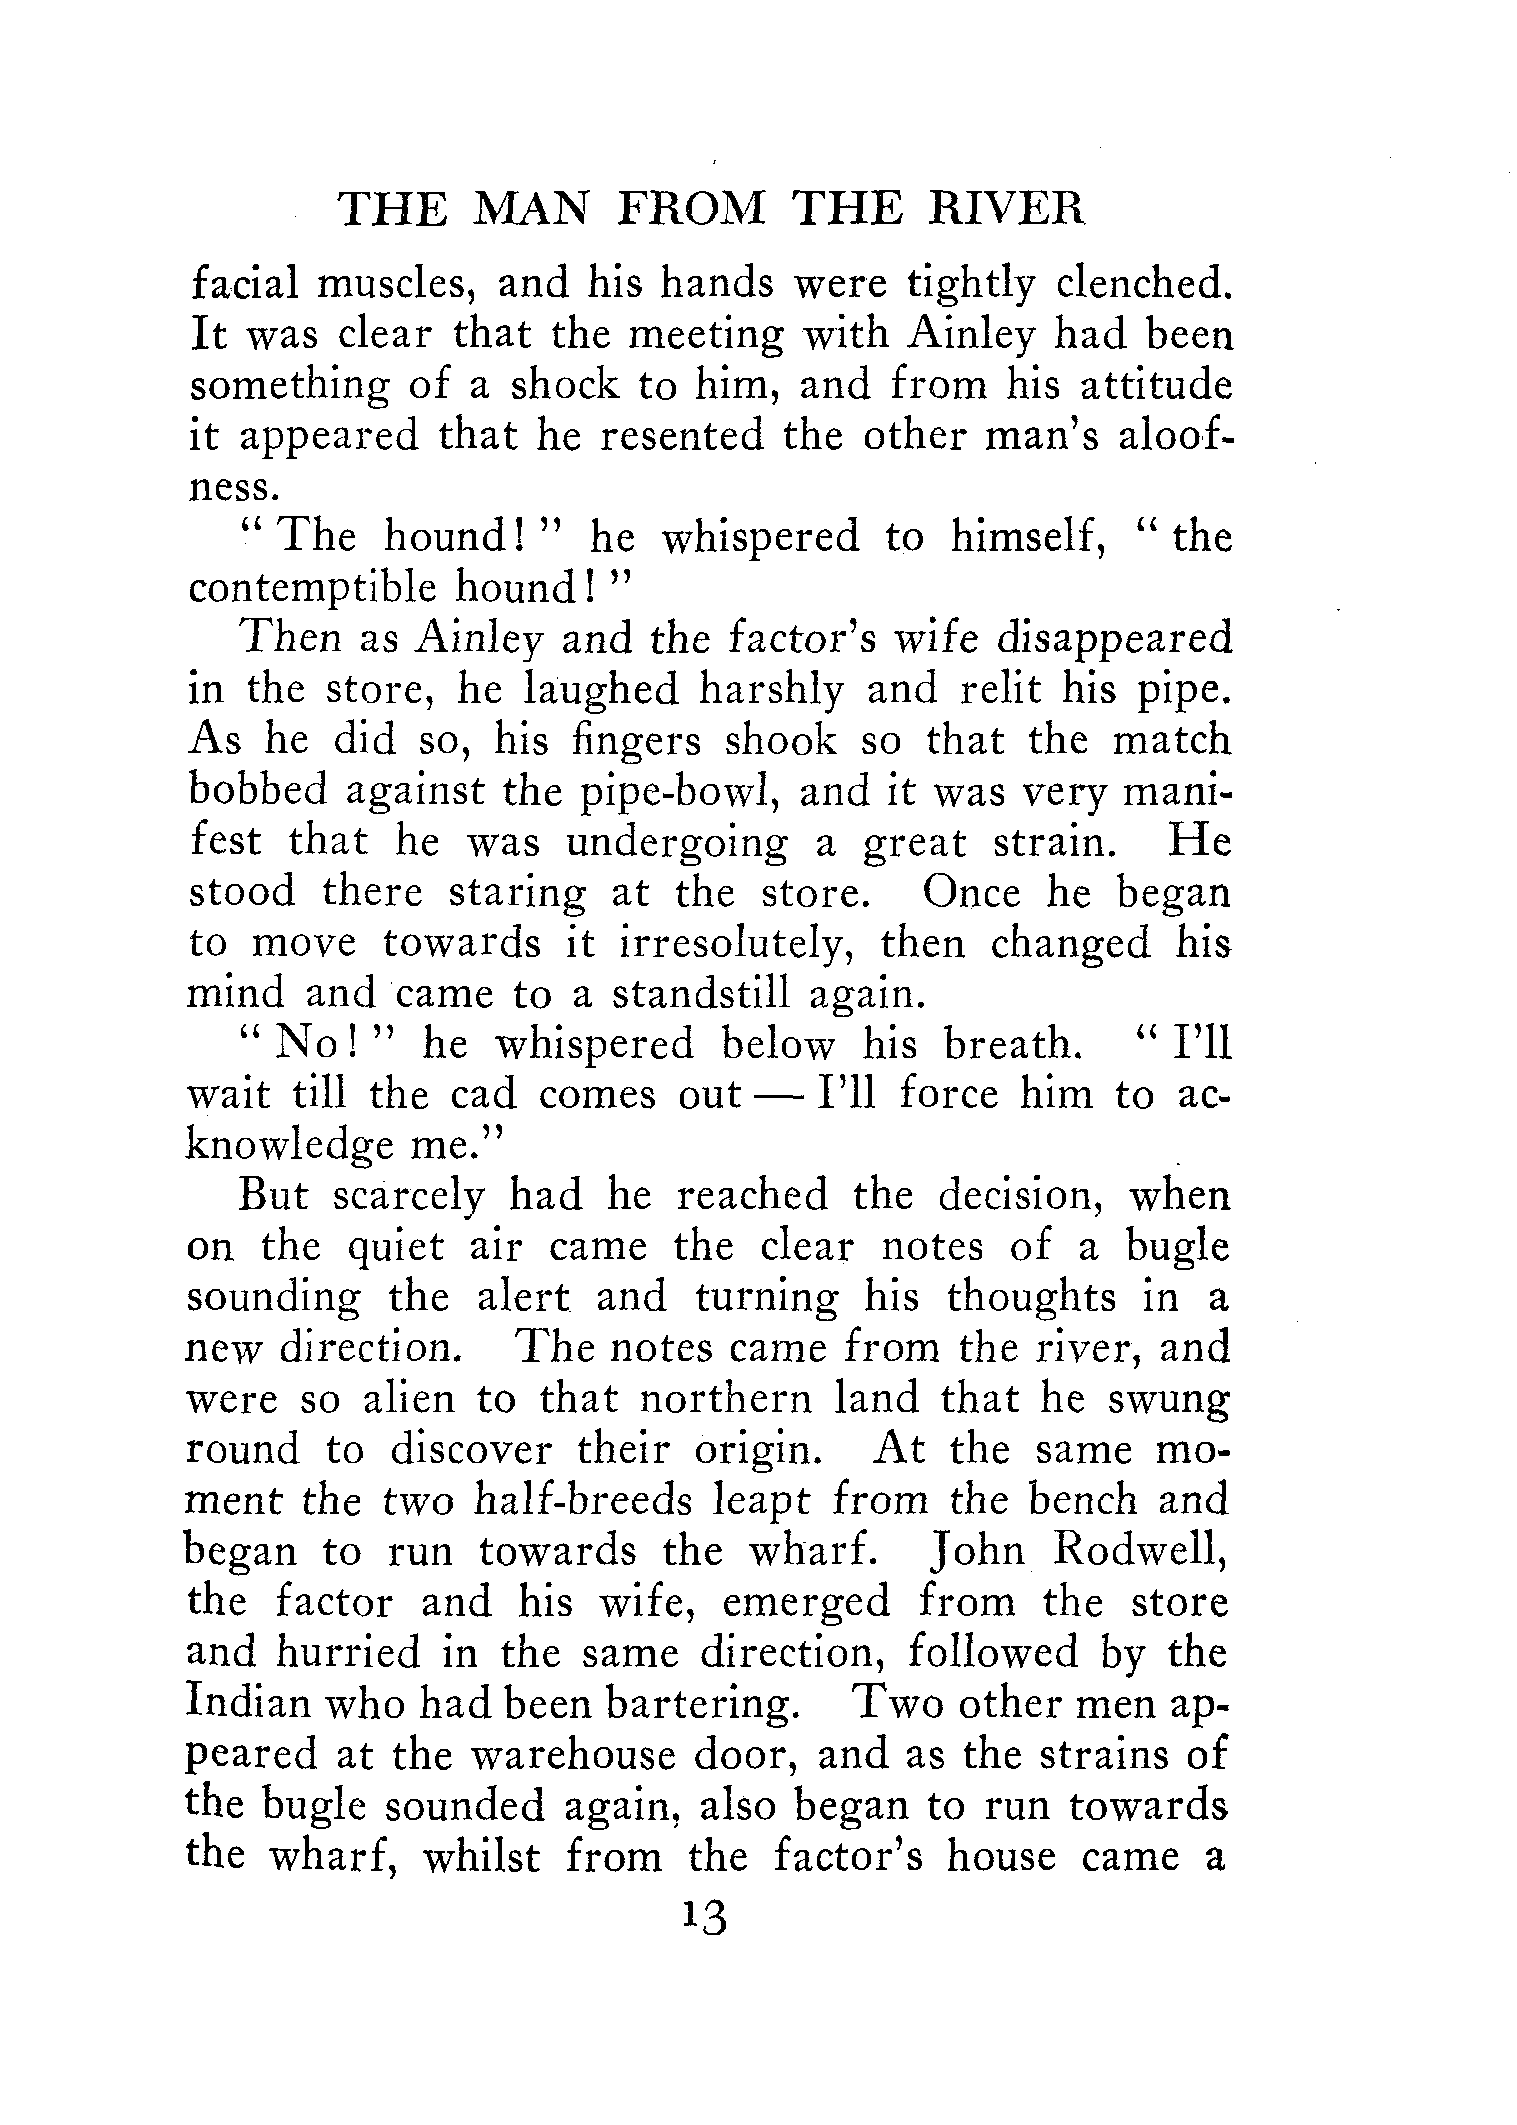 THE MAN FROM THE RIVER
facial muscles, and his hands were tightly clenched.
It was clear that the meeting with Ainley had been
something of a shock to him, and from his attitude
it appeared that he resented the other man's aloof-
ness.
" The hound! " he whispered to himself, " the
contemptible hound! "
Then as Ainley and the factor's wife disappeared
in the store, he laughed harshly and relit his pipe.
As he did so, his fingers shook so that the match
bobbed against the pipe-bowl, and it was very mani-
fest that he was undergoing a great strain. He
stood there staring at the store. Once he began
to move towards it irresolutely, then changed his
mind and came to a standstill again.
" No! " he whispered below his breath. " I'll
wait till the cad comes out — I'll force him to ac-
knowledge me."
But scarcely had he reached the decision, when
on the quiet air came the clear notes of a bugle
sounding the alert and turning his thoughts in a
new direction. The notes came from the river, and
were so alien to that northern land that he swung
round to discover their origin. At the same mo-
ment the two half-breeds leapt from the bench and
began to run towards the wharf. John Rodwell,
the factor and his wife, emerged from the store
and hurried in the same direction, followed by the
Indian who had been bartering. Two other men ap-
peared at the warehouse door, and as the strains of
the bugle sounded again, also began to run towards
the wharf, whilst from the factor's house came a
13